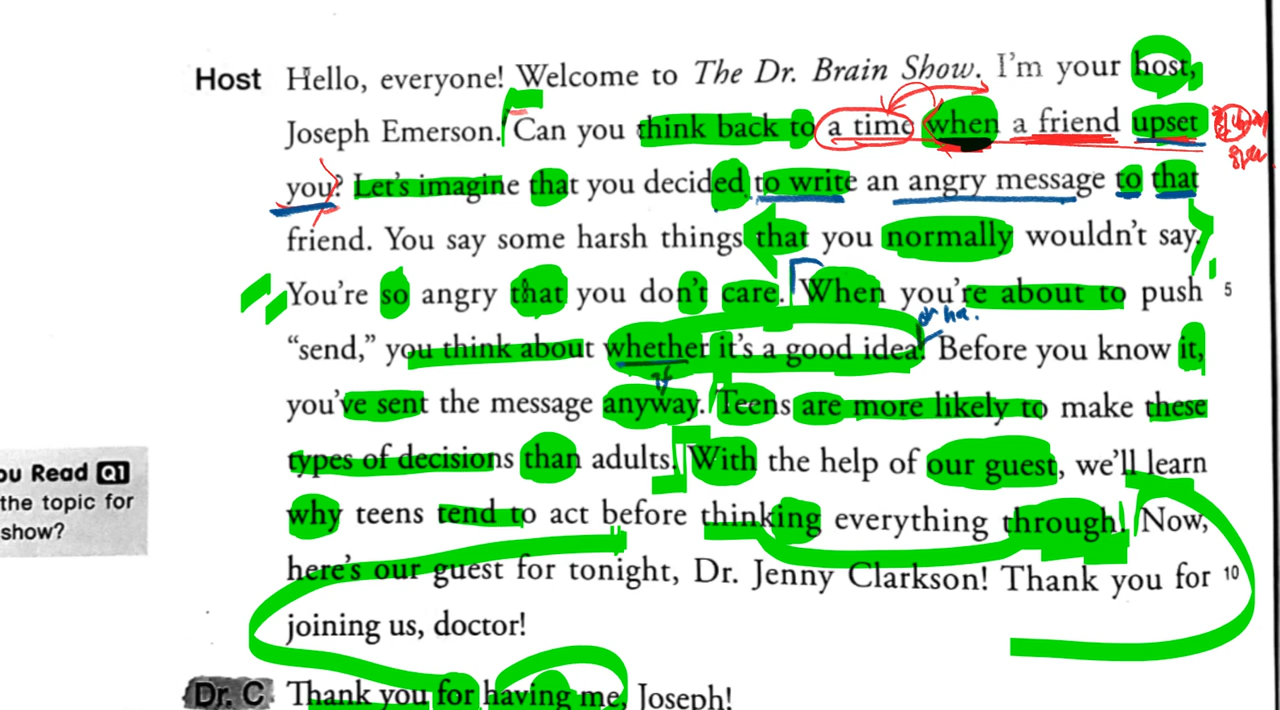 Host Hello, everyone! Welcome to The Dr. Brain Show. I'm your host,
Joseph Emerson. Can you think back to a time when a friend upset
you? Let's imagine that you decided to write an angry message to that
friend. You say some harsh things that you normally wouldn't say.
You're so angry that you don't care. When you're about to push 5
or not.
"send," you think about whether it's a good idea. Before you know it,
if
you've sent the message anyway. Teens are more likely to make these
types of decisions than adults. With the help of our guest, we'll learn
ou Read Q1
the topic for
show?
why teens tend to act before thinking everything through. Now,
here's our guest for tonight, Dr. Jenny Clarkson! Thank you for 10
joining us, doctor!
Dr. C Thank you for having me, Joseph!